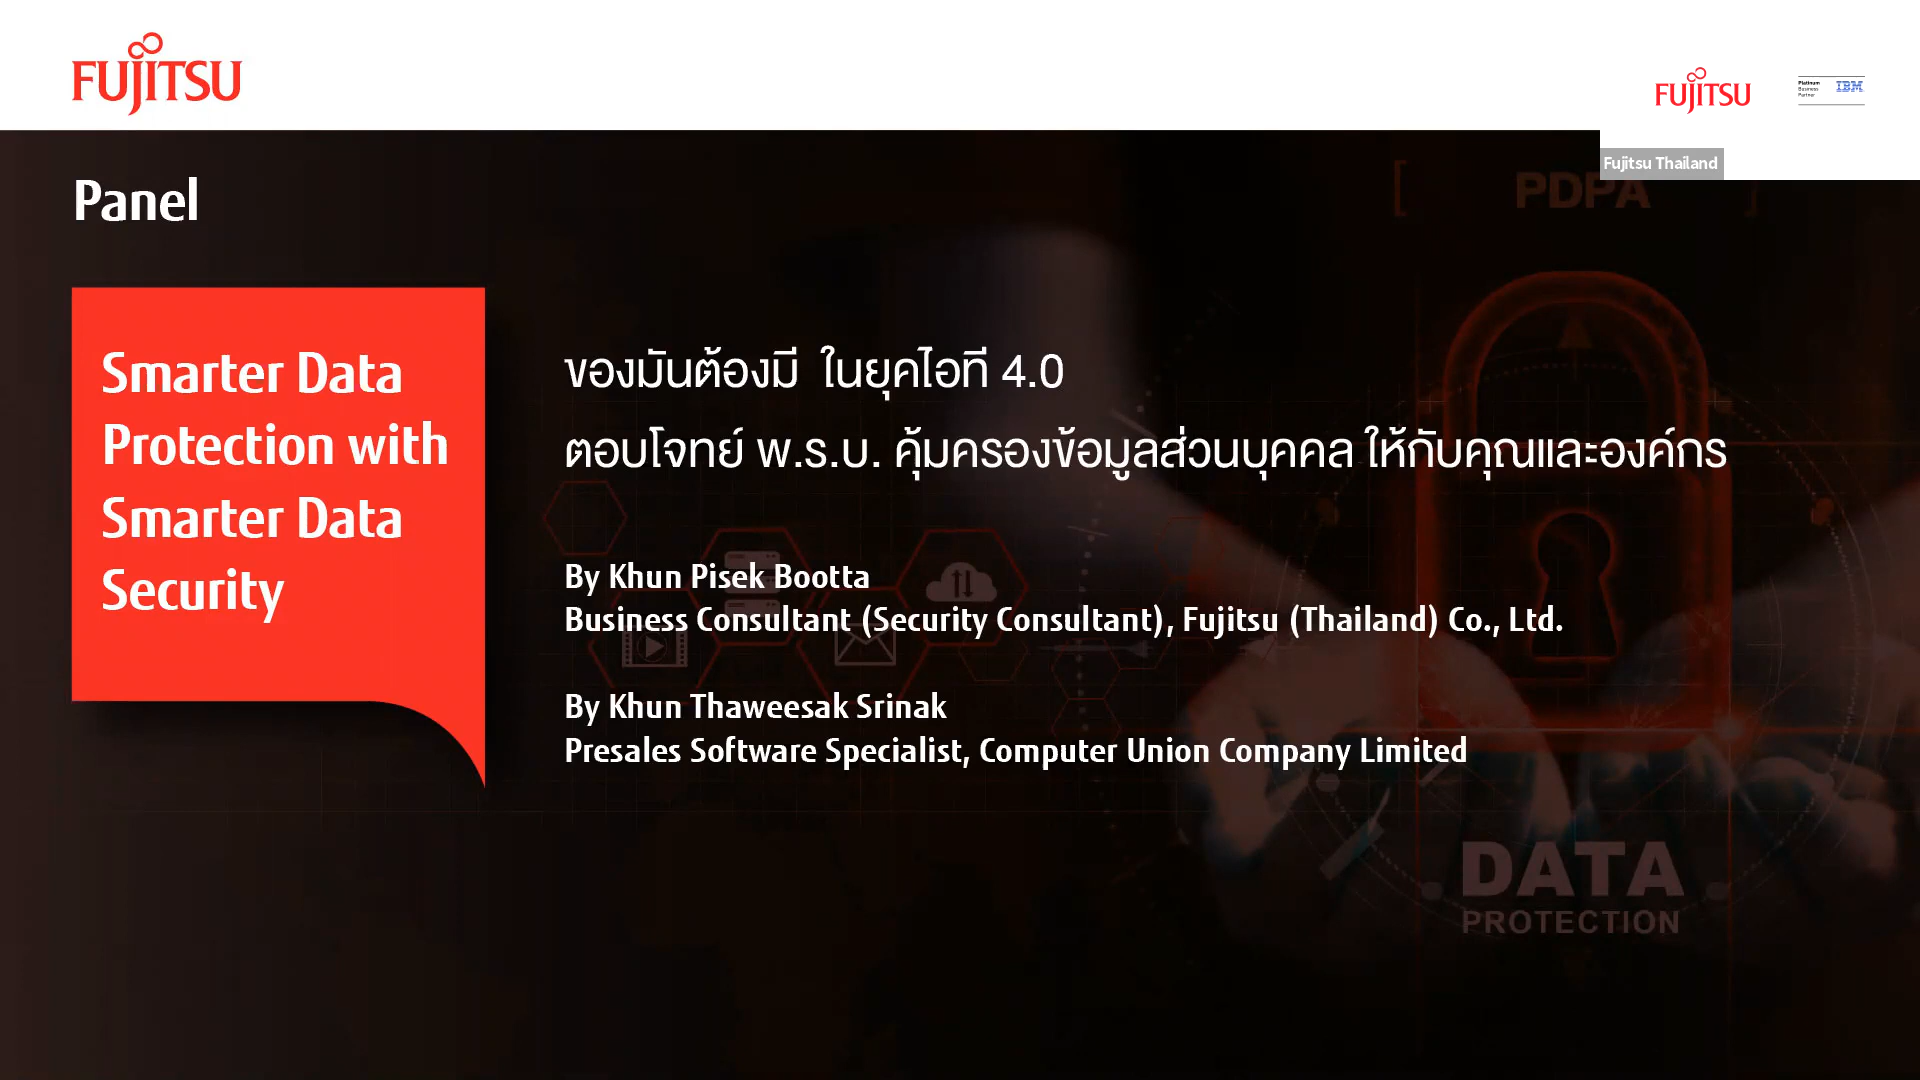 FUJITSU
FUJITSU
Platinum
Business
Partner
IBM
Fujitsu Thailand
[ PDPA ]
Panel
Smarter Data
Protection with
Smarter Data
Security
ของมันต้องมี ในยุคไอที 4.0
ตอบโจทย์ พ.ร.บ. คุ้มครองข้อมูลส่วนบุคคล ให้กับคุณและองค์กร
By Khun Pisek Bootta
Business Consultant (Security Consultant), Fujitsu (Thailand) Co., Ltd.
By Khun Thaweesak Srinak
Presales Software Specialist, Computer Union Company Limited
DATA
PROTECTION